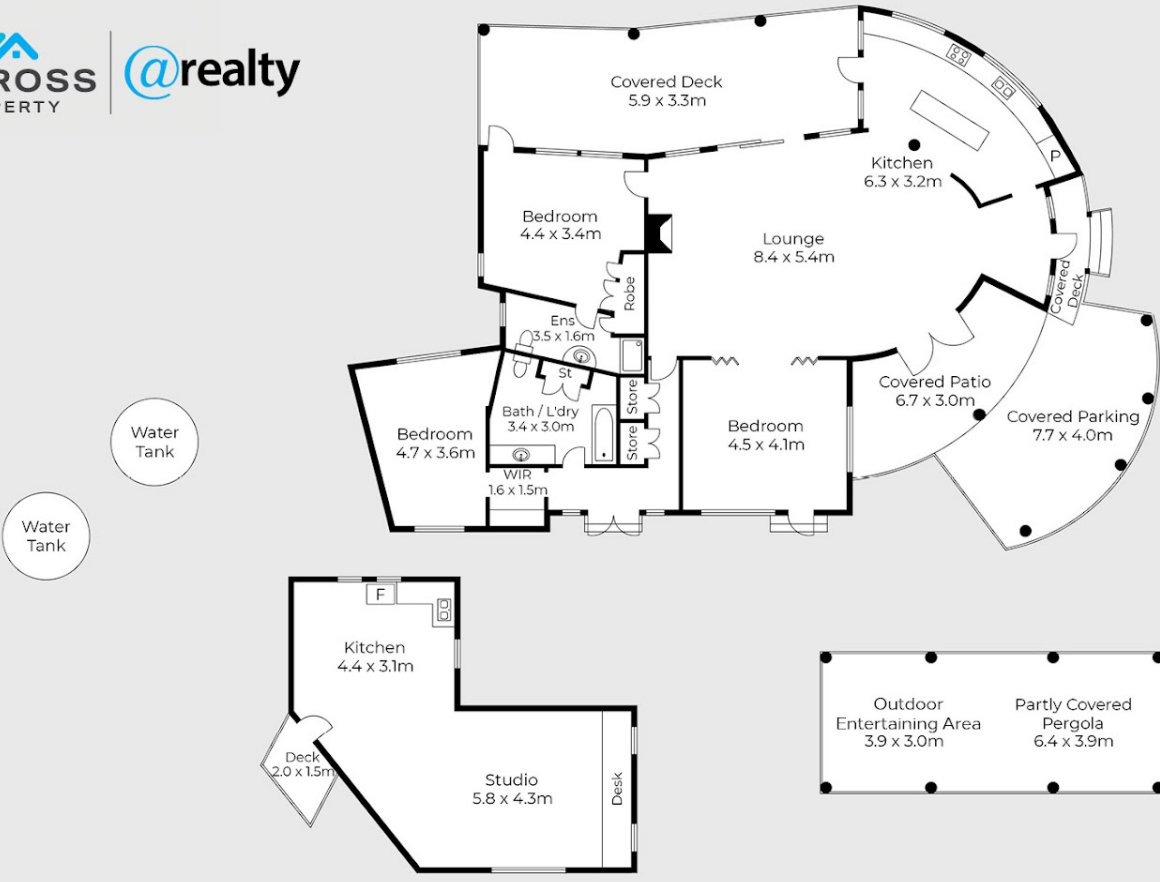 @realty
Covered Deck
5.9 x 3.3m
Kitchen
6.3 x 3.2m
P
Bedroom
4.4 x 3.4m
Lounge
8.4 x 5.4m
Covered
Deck
Robe
Ens
3.5 x 1.6m
St
Bath / L'dry
3.4 x 3.0m
Store
Store
Bedroom
4.7 x 3.6m
WIR
1.6 x 1.5m
Bedroom
4.5 x 4.1m
Covered Patio
6.7 x 3.0m
Covered Parking
7.7 x 4.0m
Water
Tank
Water
Tank
F
Kitchen
4.4 x 3.1m
Deck
2.0 x 1.5m
Studio
5.8 x 4.3m
Desk
Outdoor
Entertaining Area
3.9 x 3.0m
Partly Covered
Pergola
6.4 x 3.9m